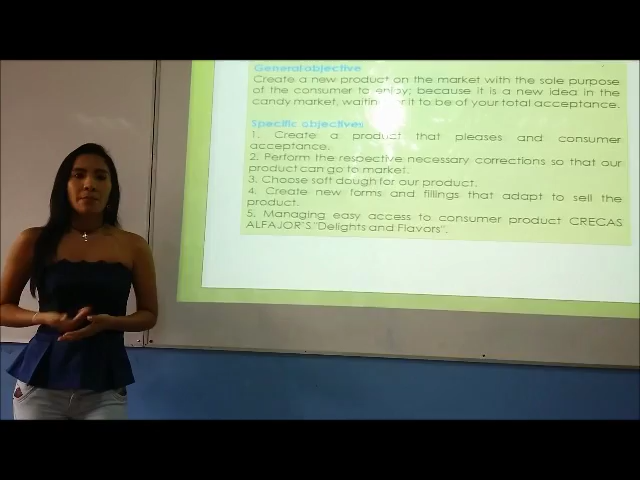 General objective
Create a new product on the market with the sole purpose
of the consumer to enjoy; because it is a new idea in the
candy market, waiting for it to be of your total acceptance.
Specific objectives
1. Create a product that pleases and consumer
acceptance.
2. Perform the respective necessary corrections so that our
product can go to market.
3. Choose soft dough for our product.
4. Create new forms and fillings that adapt to sell the
product.
5. Managing easy access to consumer product CRECAS
ALFAJOR'S "Delights and Flavors".